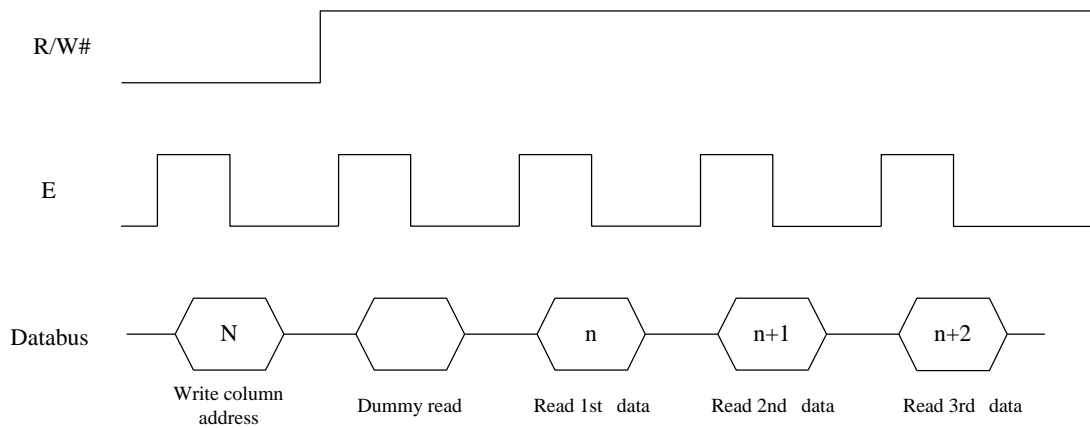 R/W#
E
Databus
N
n
n+1
n+2
Write column
address
Dummy read
Read 1st data
Read 2nd data
Read 3rd data